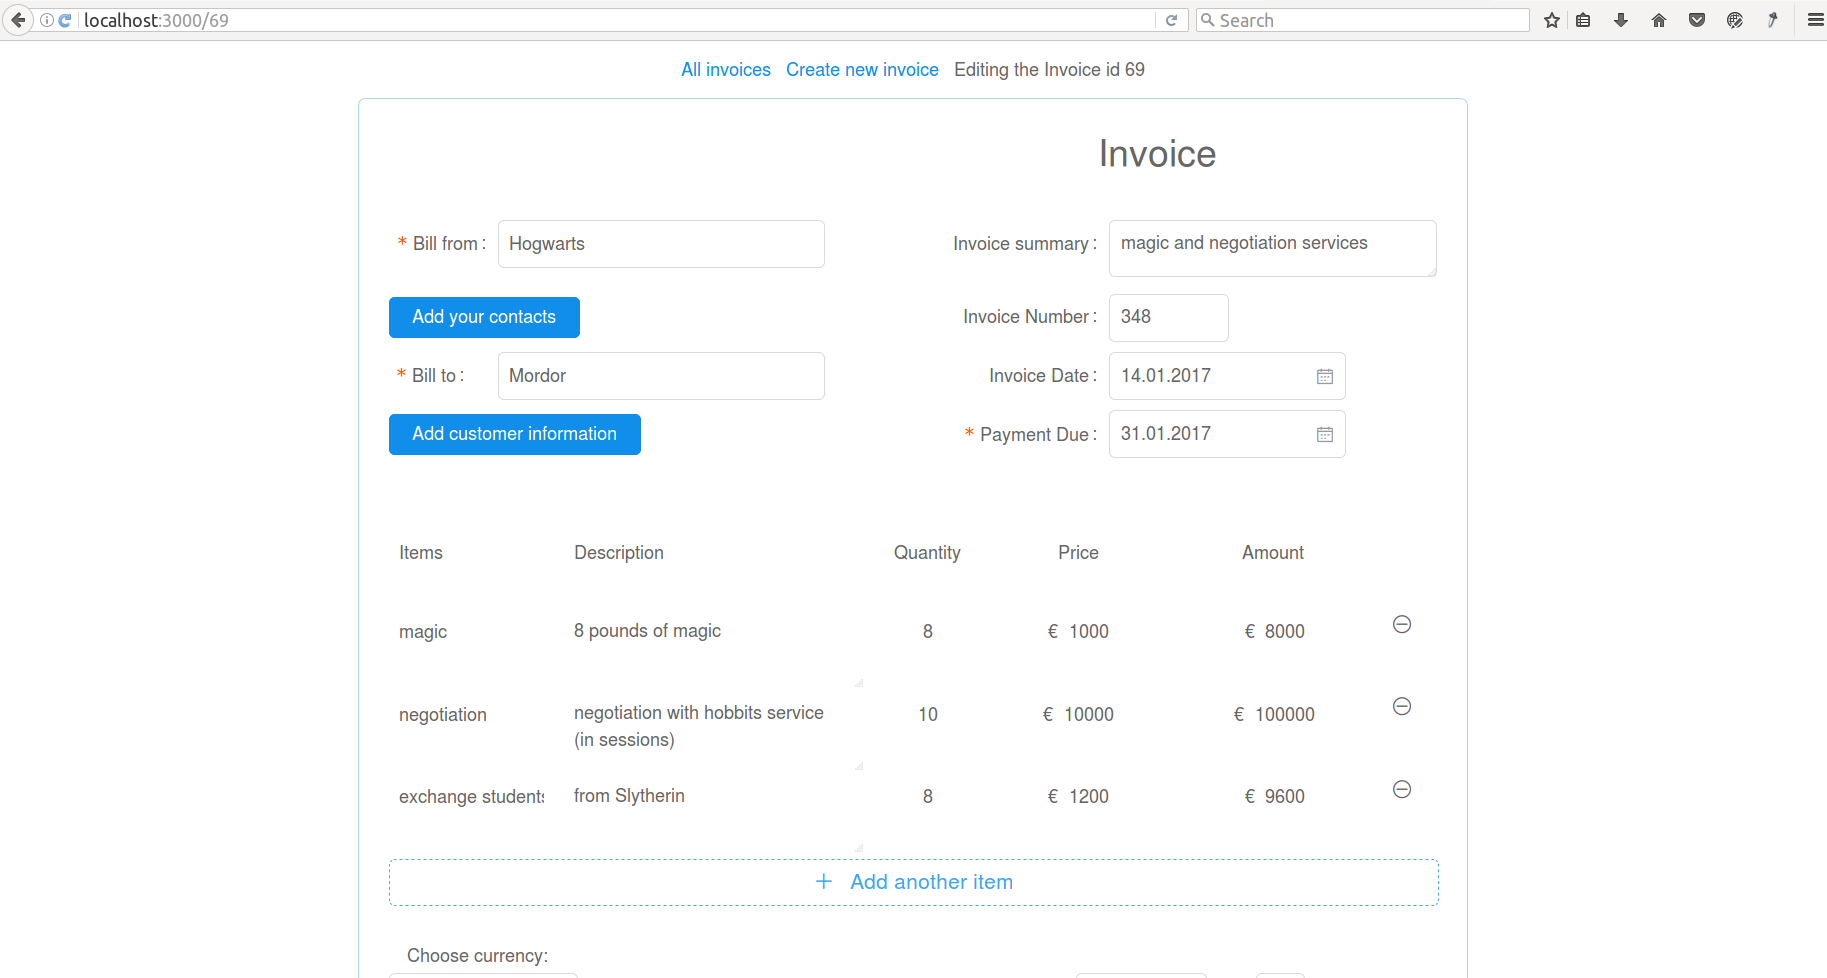 localhost:3000/69
Search
All invoices Create new invoice Editing the Invoice id 69
Invoice
* Bill from : Hogwarts
Invoice summary : magic and negotiation services
Add your contacts
Invoice Number : 348
* Bill to : Mordor
Invoice Date : 14.01.2017
Add customer information
* Payment Due : 31.01.2017
Items Description Quantity Price Amount
magic 8 pounds of magic 8 € 1000 € 8000
negotiation negotiation with hobbits service 10 € 10000 € 100000
(in sessions)
exchange students from Slytherin 8 € 1200 € 9600
+ Add another item
Choose currency: